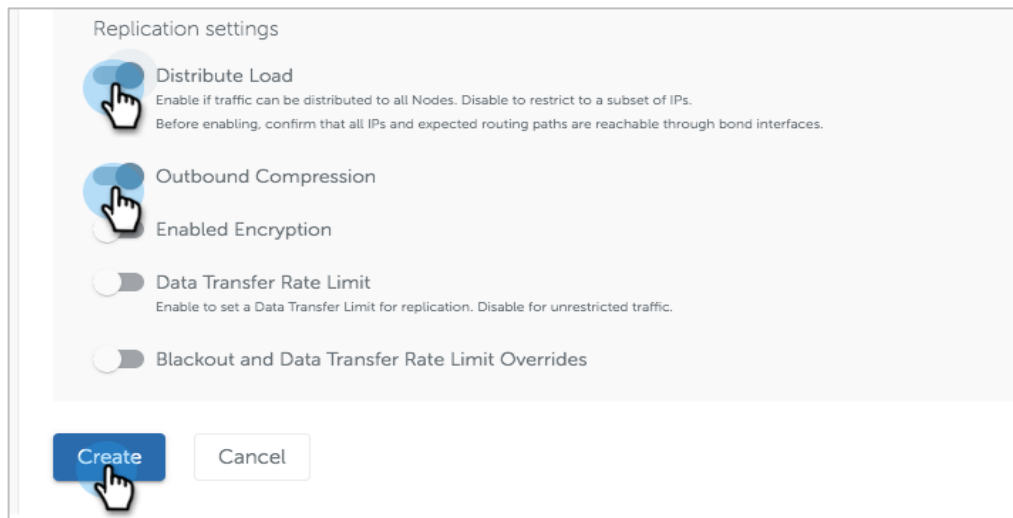 Replication settings
Distribute Load
Enable if traffic can be distributed to all Nodes. Disable to restrict to a subset of IPs.
Before enabling, confirm that all IPs and expected routing paths are reachable through bond interfaces.
Outbound Compression
Enabled Encryption
Data Transfer Rate Limit
Enable to set a Data Transfer Limit for replication. Disable for unrestricted traffic.
Blackout and Data Transfer Rate Limit Overrides
Create
Cancel